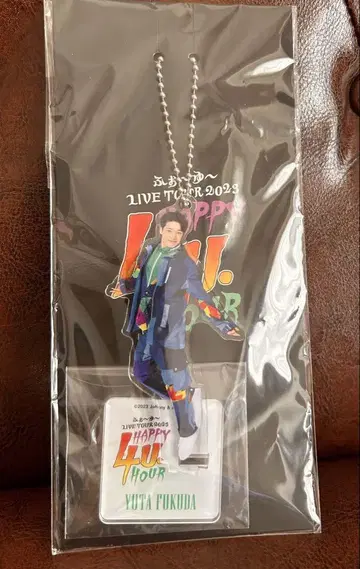 ふぉ〜ゆ〜
LIVE TOUR 2023
HAPPY
4U.
HOUR
©2023 Johnny &
ふぉ〜ゆ〜
LIVE TOUR 2023
HAPPY
4U.
HOUR
YUTA FUKUDA